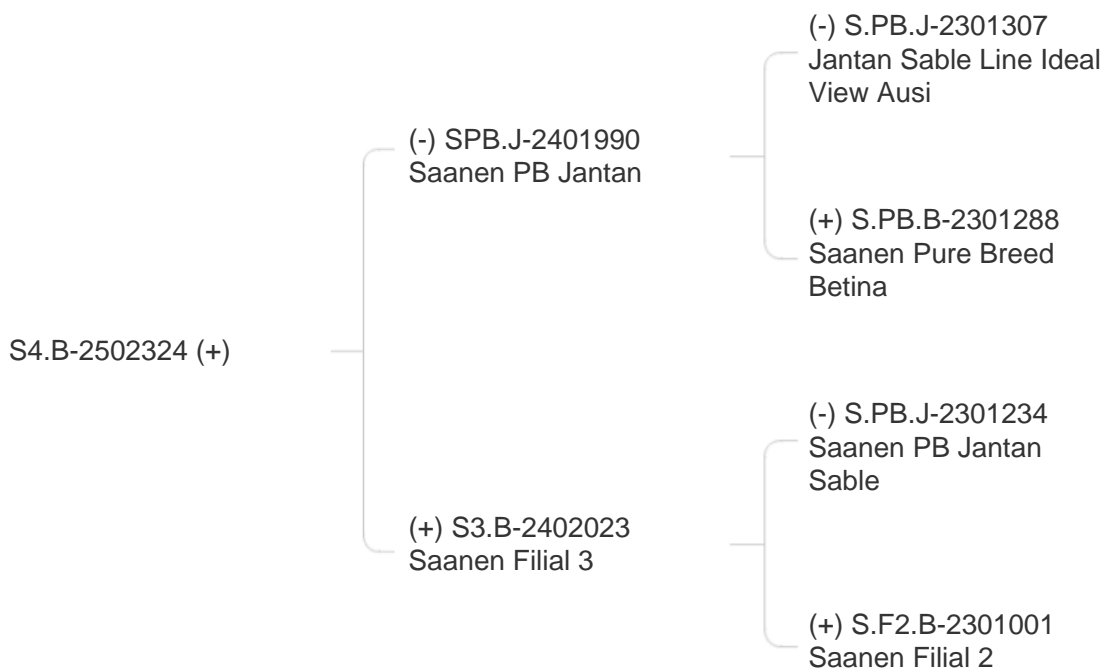 (-) S.PB.J-2301307
Jantan Sable Line Ideal
View Ausi
(-) SPB.J-2401990
Saanen PB Jantan
(+) S.PB.B-2301288
Saanen Pure Breed
Betina
S4.B-2502324 (+)
(-) S.PB.J-2301234
Saanen PB Jantan
Sable
(+) S3.B-2402023
Saanen Filial 3
(+) S.F2.B-2301001
Saanen Filial 2